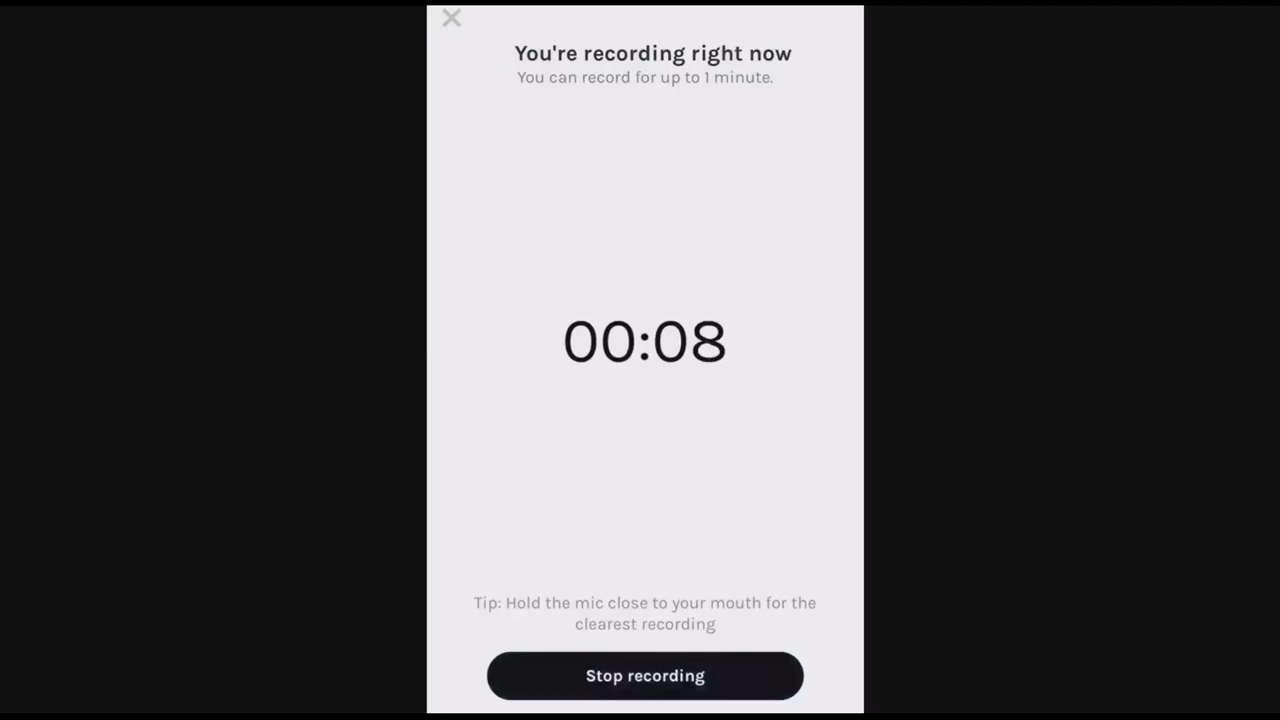 You're recording right now
You can record for up to 1 minute.
00:08
Tip: Hold the mic close to your mouth for the
clearest recording
Stop recording